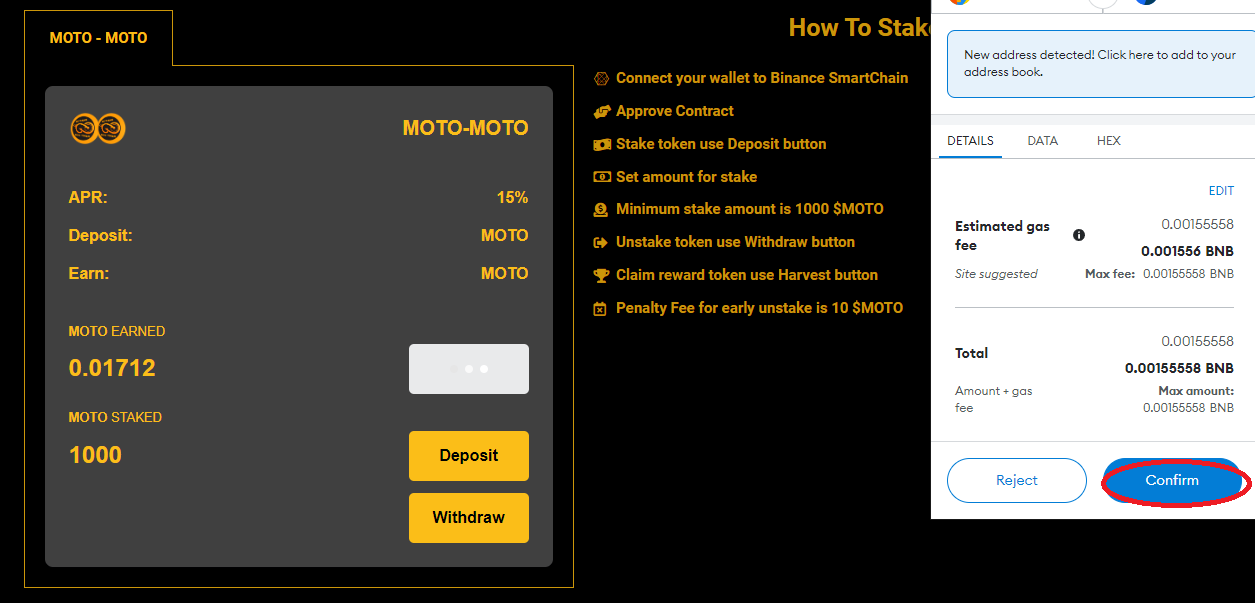 MOTO - MOTO
MOTO-MOTO
APR: 15%
Deposit: MOTO
Earn: MOTO
MOTO EARNED
0.01712
MOTO STAKED
1000
Deposit
Withdraw
How To Stake
Connect your wallet to Binance SmartChain
Approve Contract
Stake token use Deposit button
Set amount for stake
Minimum stake amount is 1000 $MOTO
Unstake token use Withdraw button
Claim reward token use Harvest button
Penalty Fee for early unstake is 10 $MOTO
New address detected! Click here to add to your
address book.
DETAILS DATA HEX
EDIT
Estimated gas
fee
0.00155558
0.001556 BNB
Site suggested
Max fee: 0.00155558 BNB
Total
0.00155558
0.00155558 BNB
Amount + gas
fee
Max amount:
0.00155558 BNB
Reject
Confirm